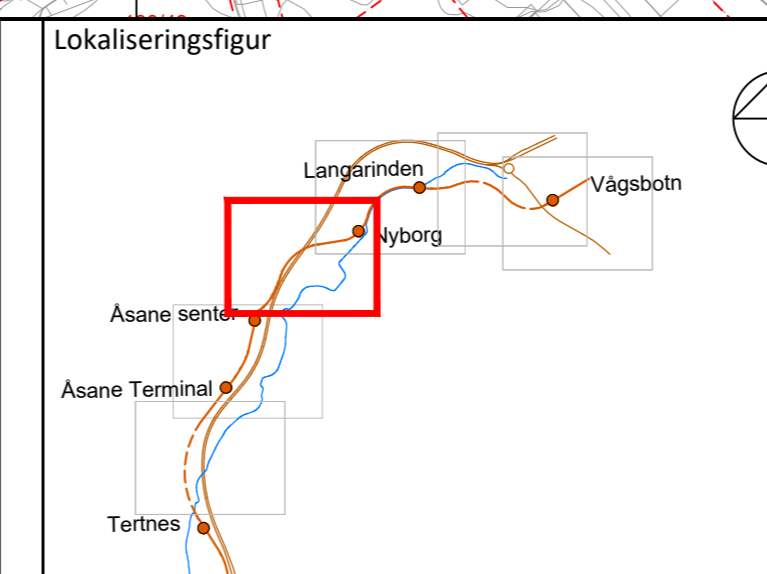 Lokaliseringsfigur
Langarinden
Vågsbotn
Nyborg
Åsane senter
Åsane Terminal
Tertnes